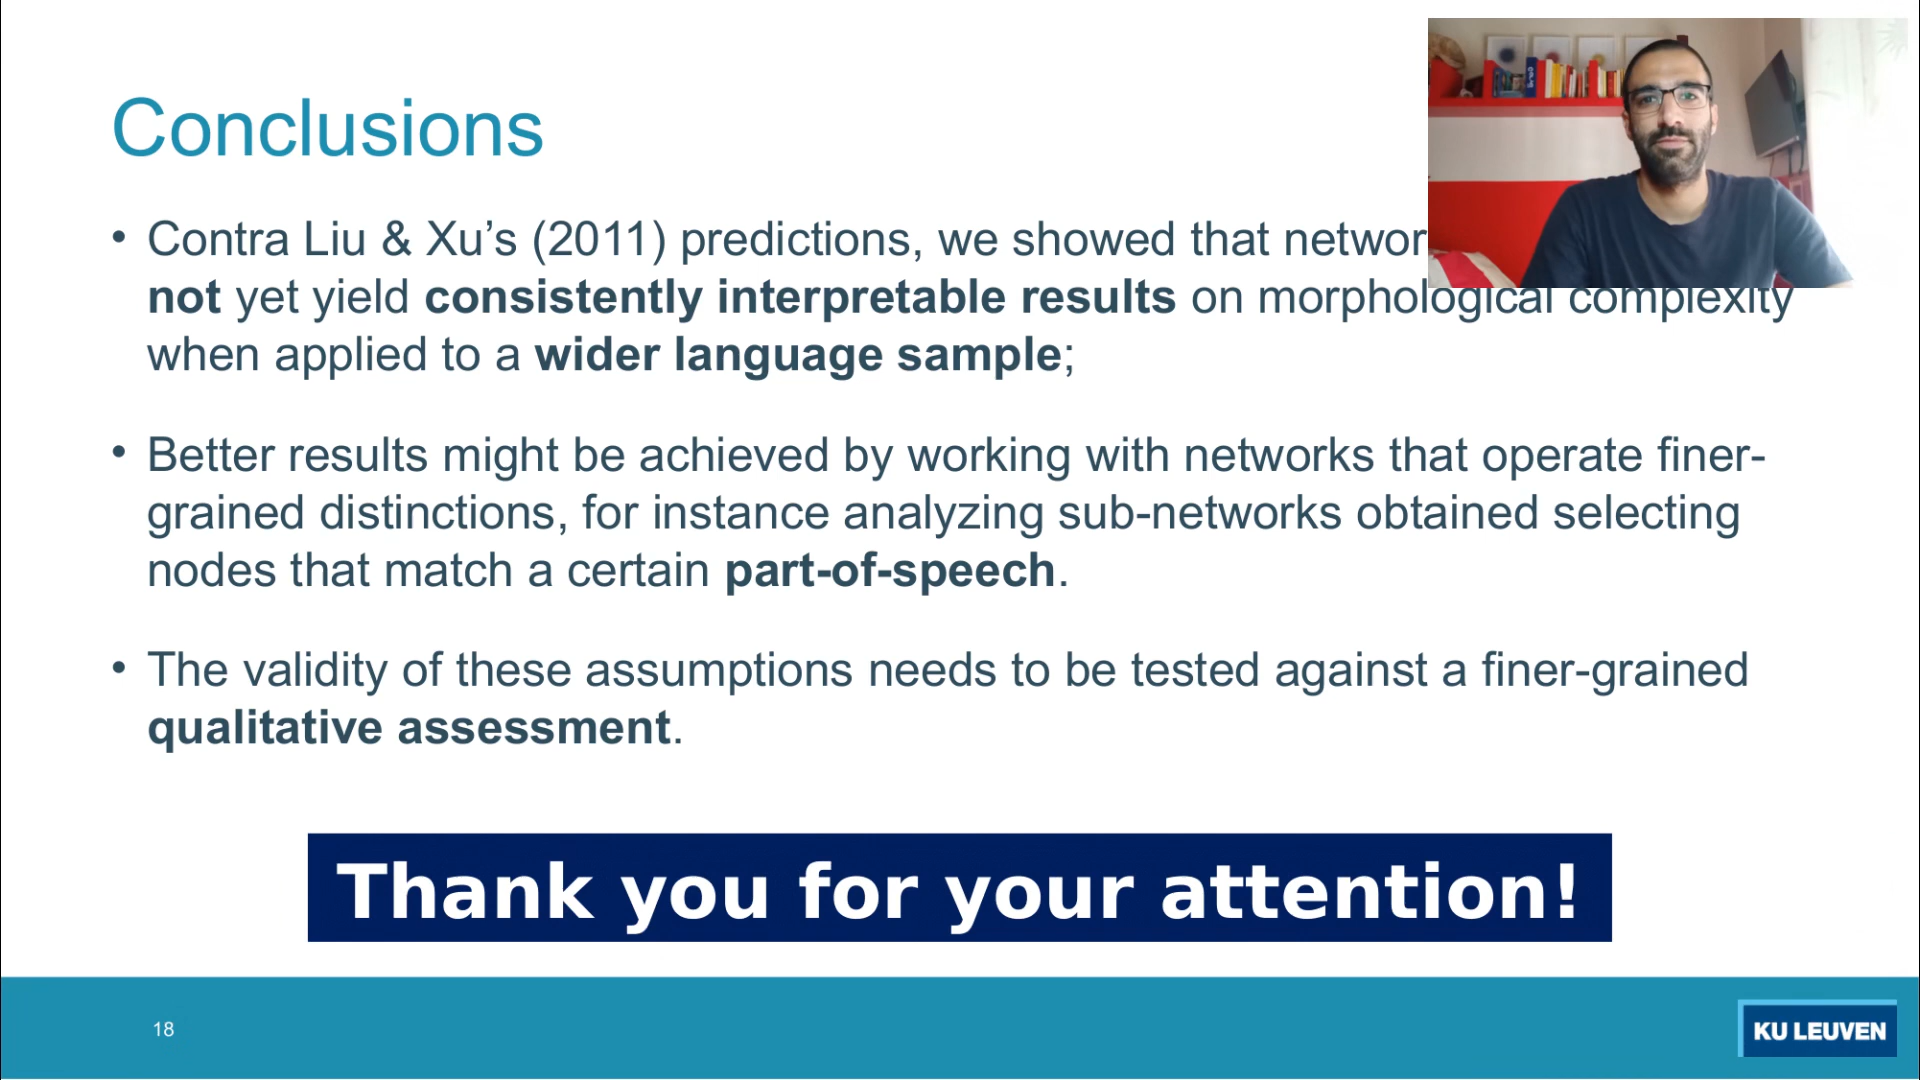 Conclusions
• Contra Liu & Xu’s (2011) predictions, we showed that networ
not yet yield consistently interpretable results on morphological complexity
when applied to a wider language sample;
• Better results might be achieved by working with networks that operate finer-
grained distinctions, for instance analyzing sub-networks obtained selecting
nodes that match a certain part-of-speech.
• The validity of these assumptions needs to be tested against a finer-grained
qualitative assessment.
Thank you for your attention!
18
KU LEUVEN